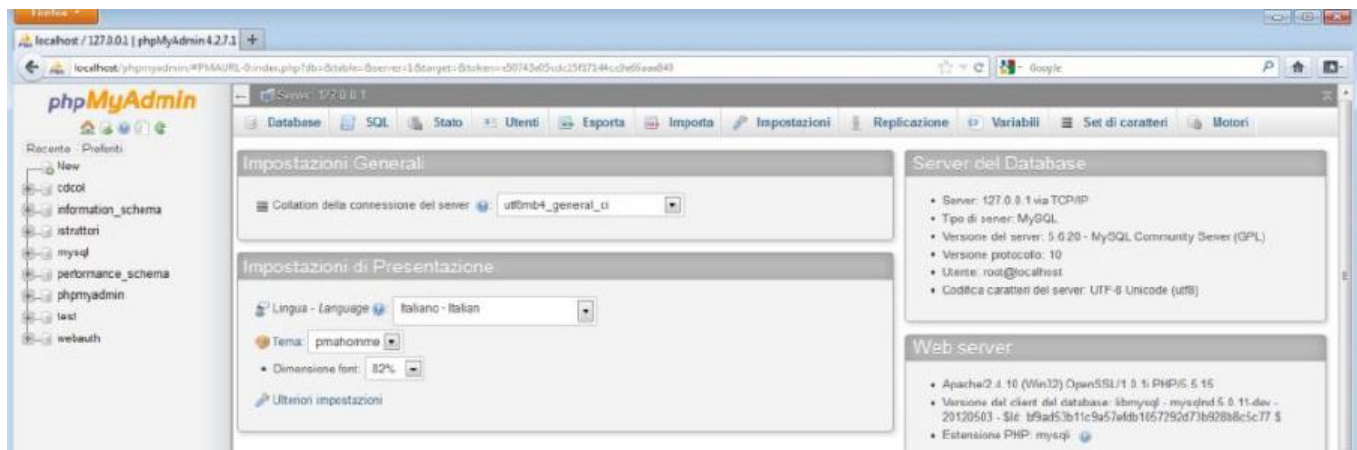 Firefox
localhost / 127.0.0.1 | phpMyAdmin 4.2.7.1
Google
phpMyAdmin
Server: 127.0.0.1
Database SQL Stato Utenti Esporta Importa Impostazioni Replicazione Variabili Set di caratteri Motori
Recente Preferiti
New
cdcol
information_schema
istruttori
mysql
performance_schema
phpmyadmin
test
webauth
Impostazioni Generali
Collation della connessione del server : utf8mb4_general_ci
Impostazioni di Presentazione
Lingua - Language : Italiano - Italian
Tema: pmahomme
Dimensione font: 82%
Ulteriori impostazioni
Server del Database
Server: 127.0.0.1 via TCP/IP
Tipo di server: MySQL
Versione del server: 5.6.20 - MySQL Community Server (GPL)
Versione protocollo: 10
Utente: root@localhost
Codifica caratteri del server: UTF-8 Unicode (utf8)
Web server
Apache/2.4.10 (Win32) OpenSSL/1.0.1i PHP/5.5.15
Versione del client del database: libmysql - mysqlnd 5.0.11-dev -
20120503 - $Id:
Estensione PHP: mysqli